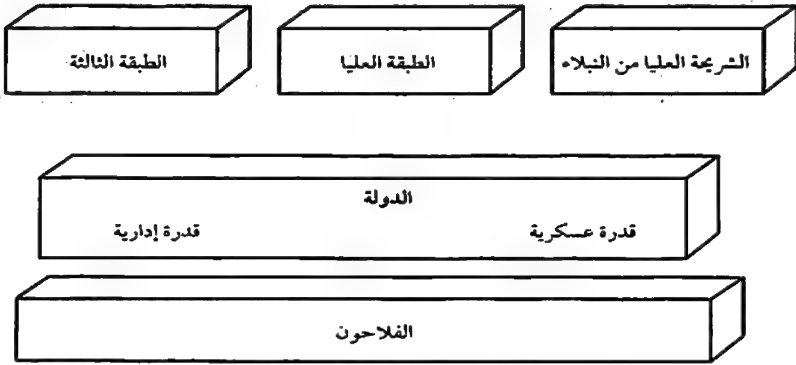 الشريحة العليا من النبلاء
الطبقة العليا
الطبقة الثالثة
الدولة
قدرة عسكرية
قدرة إدارية
الفلاحون